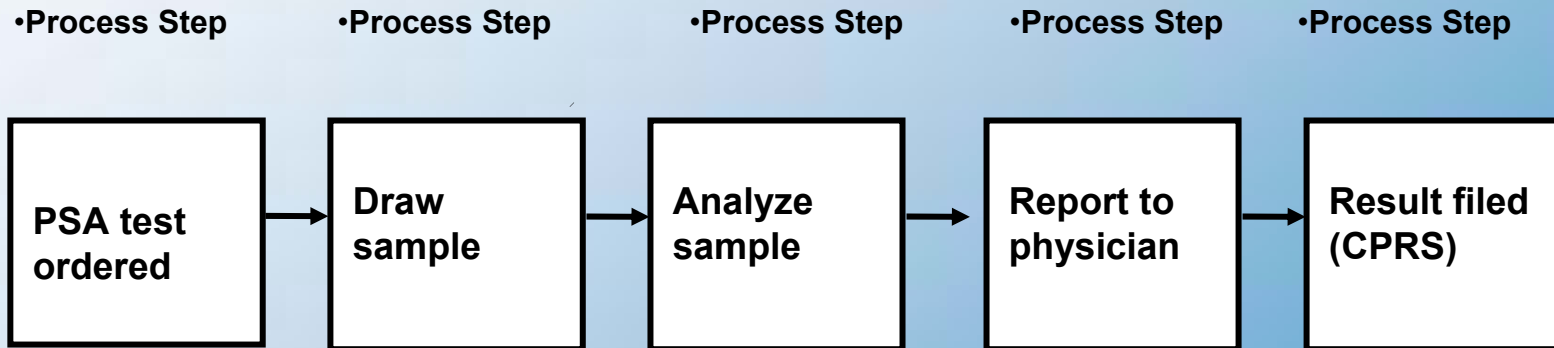 •Process Step
•Process Step
•Process Step
•Process Step
•Process Step
PSA test
ordered
Draw
sample
Analyze
sample
Report to
physician
Result filed
(CPRS)